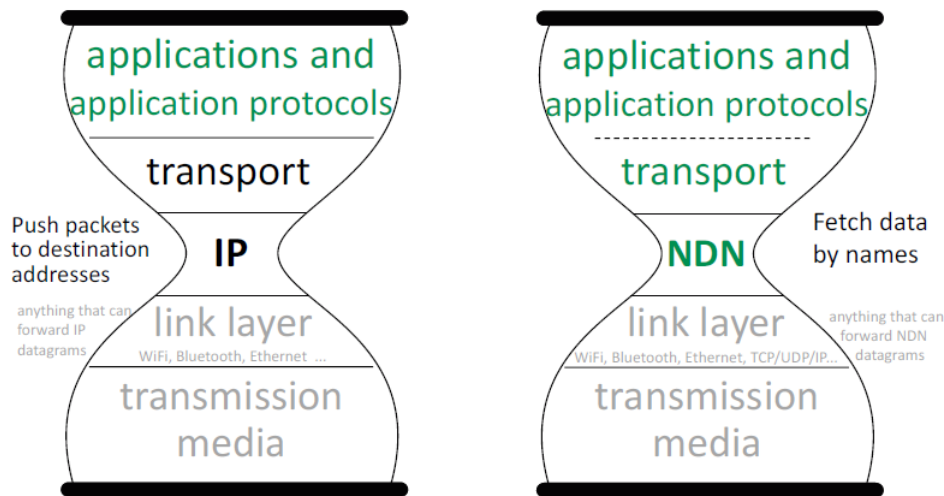 applications and
application protocols
transport
Push packets
to destination
addresses
IP
anything that can
forward IP
datagrams
link layer
WiFi, Bluetooth, Ethernet ...
transmission
media
applications and
application protocols
transport
NDN
Fetch data
by names
link layer
WiFi, Bluetooth, Ethernet, TCP/UDP/IP...
anything that can
forward NDN
datagrams
transmission
media